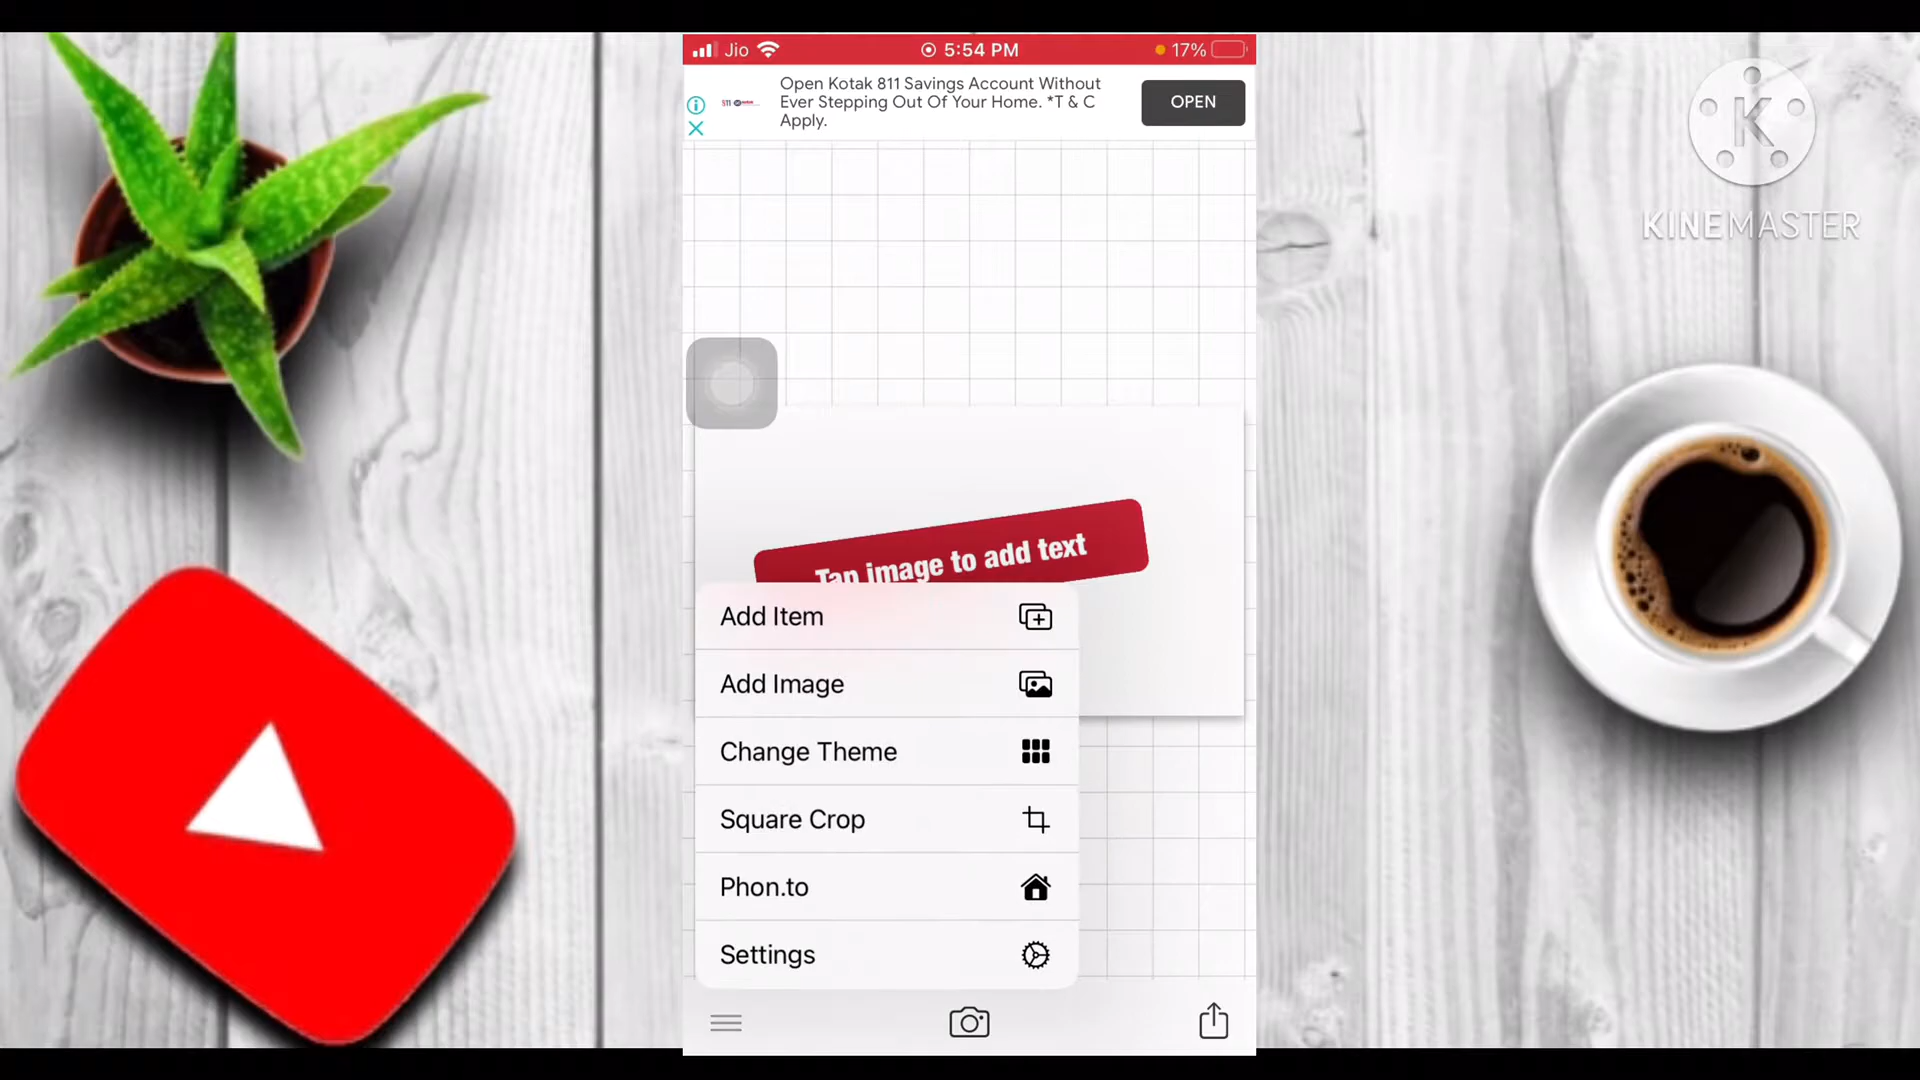 Jio
5:54 PM
17%
Open Kotak 811 Savings Account Without
Ever Stepping Out Of Your Home. *T & C
Apply.
OPEN
K
KINEMASTER
Tap image to add text
Add Item
Add Image
Change Theme
Square Crop
Phon.to
Settings